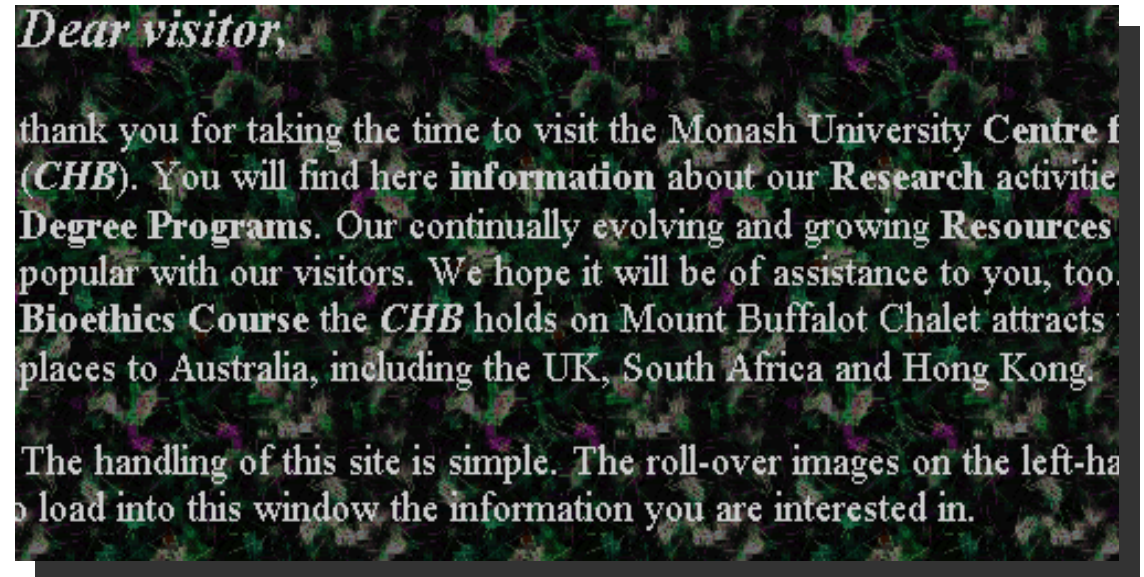 Dear visitor,
thank you for taking the time to visit the Monash University Centre
(CHB). You will find here information about our Research
Degree Programs. Our continually evolving and growing Resources
popular with our visitors. We hope it will be of assistance to you, too.
Bioethics Course the CHB holds on Mount Buffalot Chalet attracts
places to Australia, including the UK, South Africa and Hong Kong.
The handling of this site is simple. The roll-over images on the
load into this window the information you are interested in.